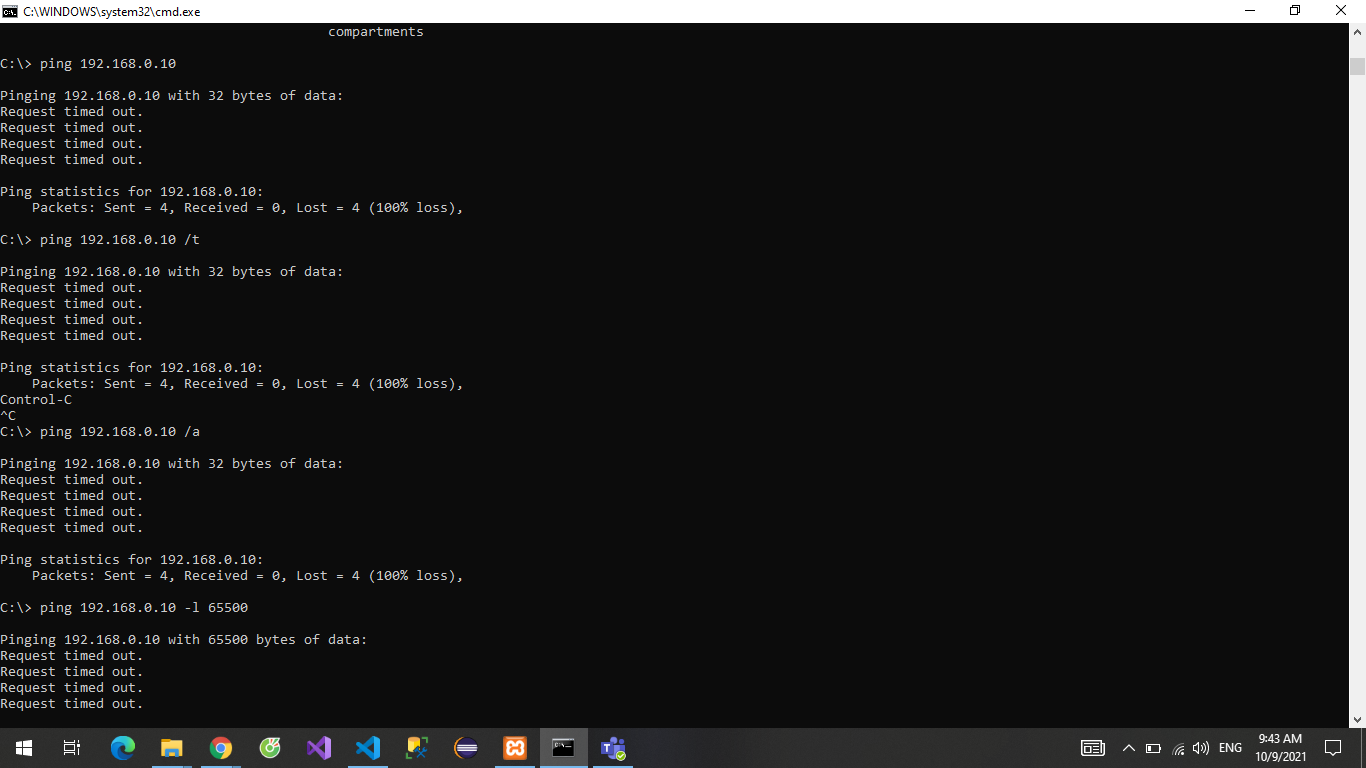 C:\WINDOWS\system32\cmd.exe
compartments
C:\> ping 192.168.0.10
Pinging 192.168.0.10 with 32 bytes of data:
Request timed out.
Request timed out.
Request timed out.
Request timed out.
Ping statistics for 192.168.0.10:
    Packets: Sent = 4, Received = 0, Lost = 4 (100% loss),
C:\> ping 192.168.0.10 /t
Pinging 192.168.0.10 with 32 bytes of data:
Request timed out.
Request timed out.
Request timed out.
Request timed out.
Ping statistics for 192.168.0.10:
    Packets: Sent = 4, Received = 0, Lost = 4 (100% loss),
Control-C
^C
C:\> ping 192.168.0.10 /a
Pinging 192.168.0.10 with 32 bytes of data:
Request timed out.
Request timed out.
Request timed out.
Request timed out.
Ping statistics for 192.168.0.10:
    Packets: Sent = 4, Received = 0, Lost = 4 (100% loss),
C:\> ping 192.168.0.10 -l 65500
Pinging 192.168.0.10 with 65500 bytes of data:
Request timed out.
Request timed out.
Request timed out.
Request timed out.
ENG
9:43 AM
10/9/2021